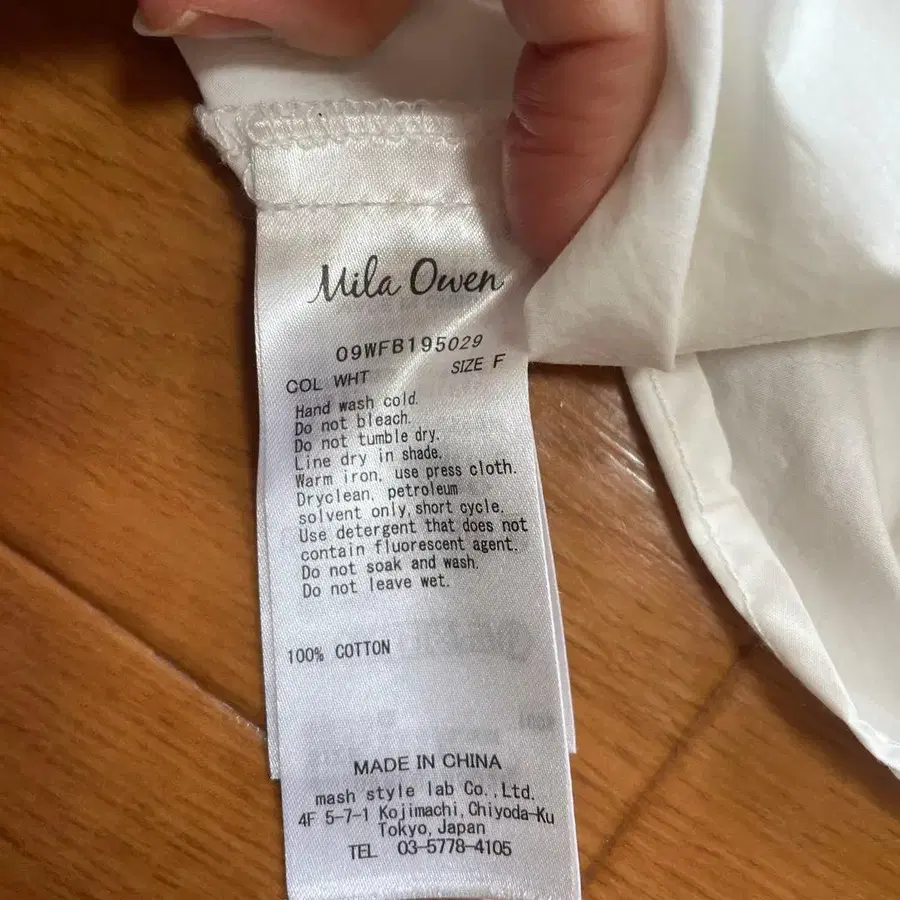 Mila Owen
09WFB195029
COL WHT SIZE F
Hand wash cold.
Do not bleach.
Do not tumble dry.
Line dry in shade.
Warm iron, use press cloth.
Dryclean, petroleum
solvent only, short cycle.
Use detergent that does not
contain fluorescent agent.
Do not soak and wash.
Do not leave wet.
100% COTTON
MADE IN CHINA
mash style lab Co.,Ltd.
4F 5-7-1 Kojimachi,Chiyoda-Ku
Tokyo,Japan
TEL 03-5778-4105